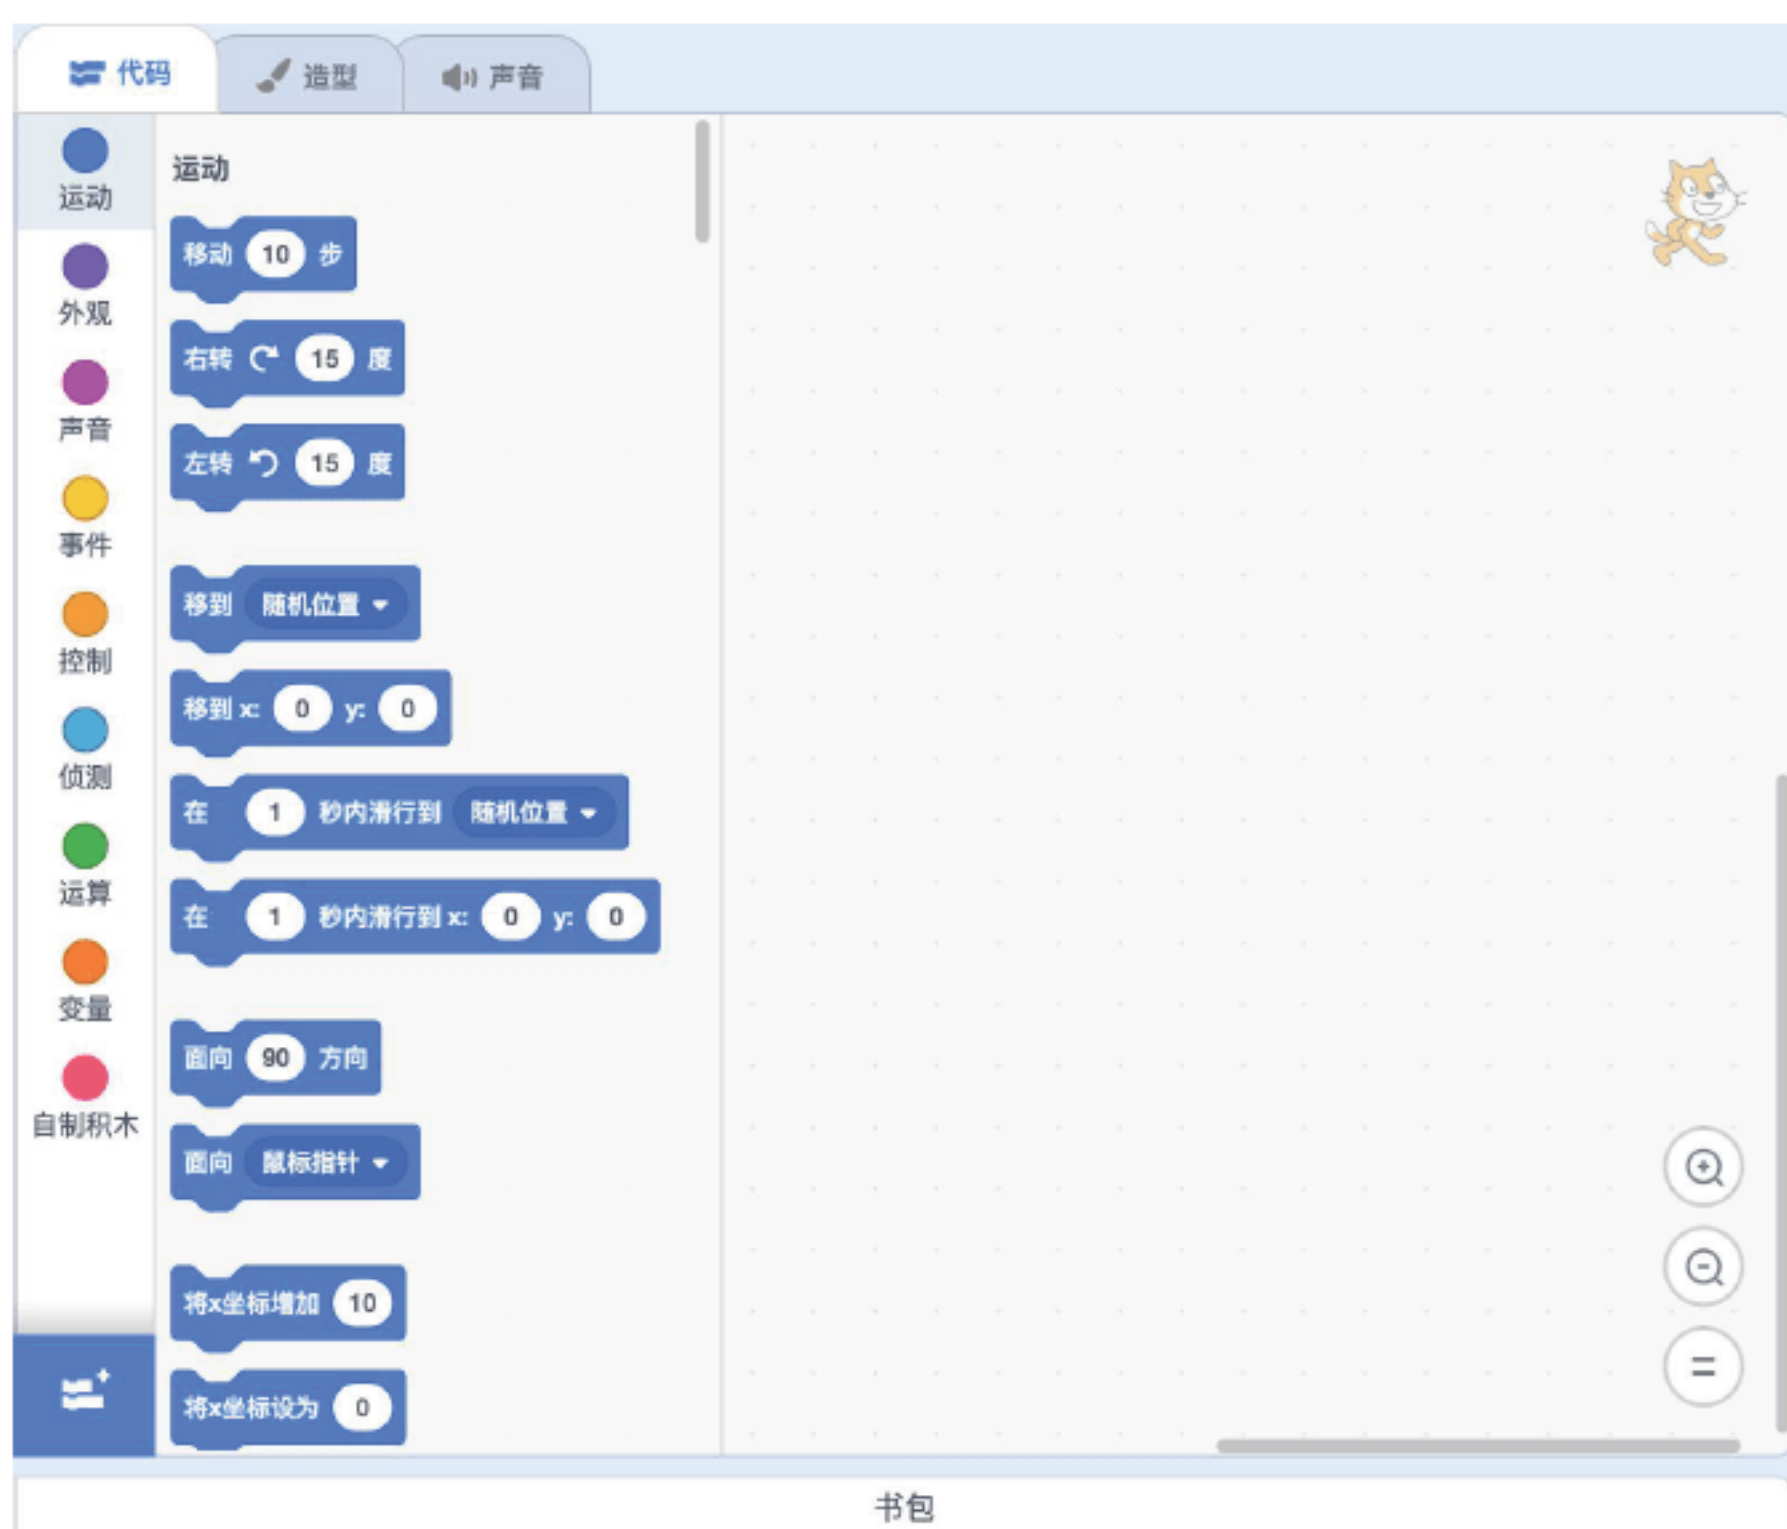 代码 造型 声音
运动
外观
声音
事件
控制
侦测
运算
变量
自制积木
运动
移动 10 步
右转 15 度
左转 15 度
移到 随机位置
移到 x: 0 y: 0
在 1 秒内滑行到 随机位置
在 1 秒内滑行到 x: 0 y: 0
面向 90 方向
面向 鼠标指针
将x坐标增加 10
将x坐标设为 0
书包